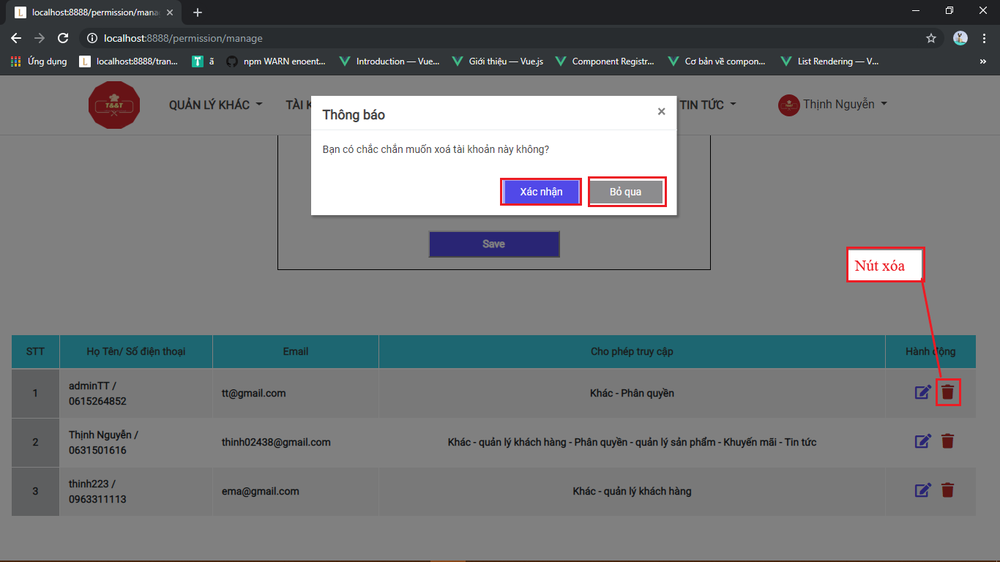 localhost:8888/permission/mana
localhost:8888/permission/manage
Ứng dụng
localhost:8888/tran...
ã
npm WARN enoent...
Introduction — Vue...
Giới thiệu — Vue.js
Component Registr...
Cơ bản về compon...
List Rendering — V...
T&&T
QUẢN LÝ KHÁC
TÀI K
TIN TỨC
Thịnh Nguyễn
Thông báo
Bạn có chắc chắn muốn xoá tài khoản này không?
Xác nhận
Bỏ qua
Save
Nút xóa
STT
Họ Tên/ Số điện thoại
Email
Cho phép truy cập
Hành động
1
adminTT /
0615264852
tt@gmail.com
Khác - Phân quyền
2
Thịnh Nguyễn /
0631501616
thinh02438@gmail.com
Khác - quản lý khách hàng - Phân quyền - quản lý sản phẩm - Khuyến mãi - Tin tức
3
thinh223 /
0963311113
ema@gmail.com
Khác - quản lý khách hàng